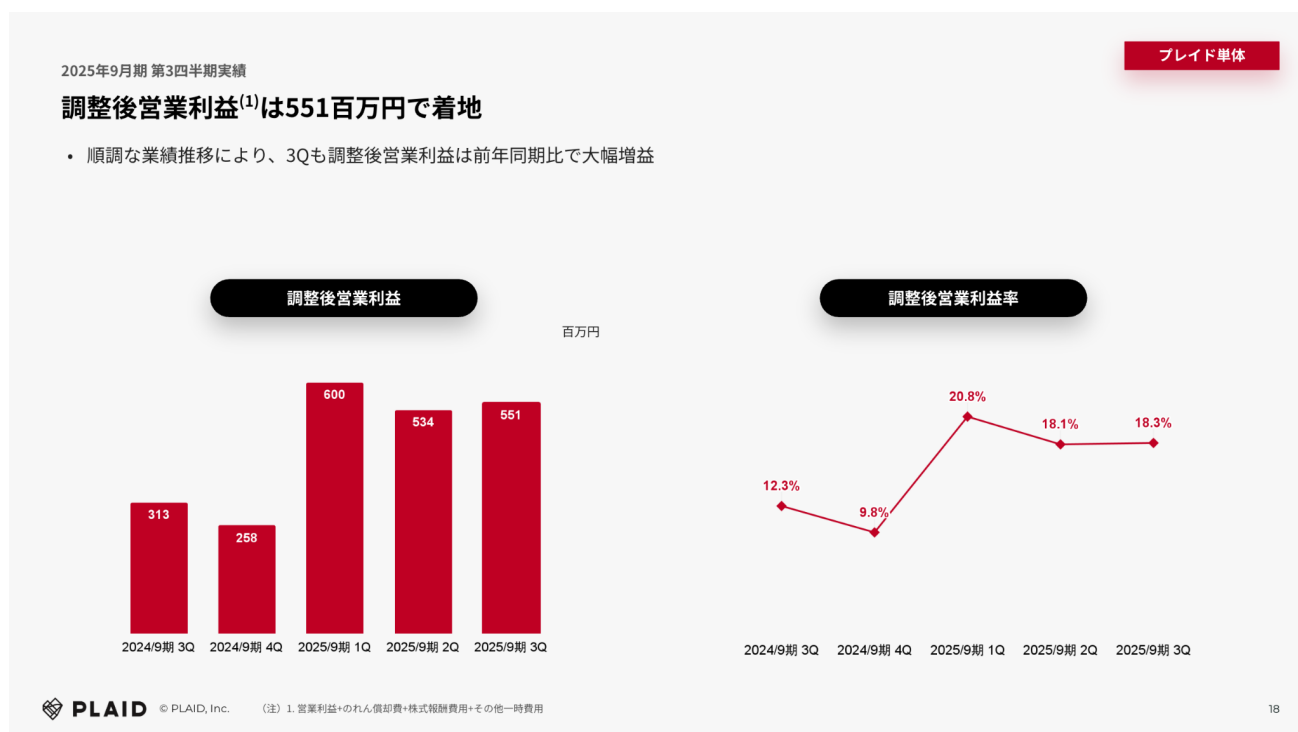 プレイド単体
2025年9月期 第3四半期実績
調整後営業利益(1)は551百万円で着地
• 順調な業績推移により、3Qも調整後営業利益は前年同期比で大幅増益
調整後営業利益
百万円
313
258
600
534
551
2024/9期 3Q 2024/9期 4Q 2025/9期 1Q 2025/9期 2Q 2025/9期 3Q
調整後営業利益率
12.3%
9.8%
20.8%
18.1%
18.3%
2024/9期 3Q 2024/9期 4Q 2025/9期 1Q 2025/9期 2Q 2025/9期 3Q
PLAID © PLAID, Inc. （注）1. 営業利益+のれん償却費+株式報酬費用+その他一時費用
18